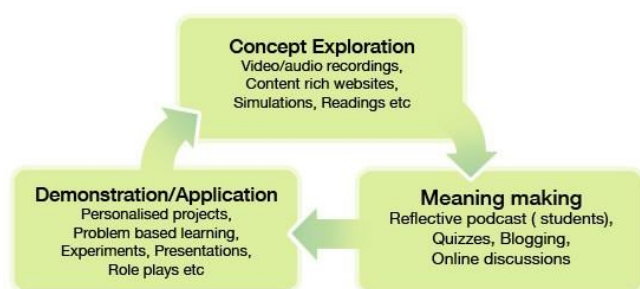 Concept Exploration
Video/audio recordings,
Content rich websites,
Simulations, Readings etc
Demonstration/Application
Personalised projects,
Problem based learning,
Experiments, Presentations,
Role plays etc
Meaning making
Reflective podcast ( students),
Quizzes, Blogging,
Online discussions